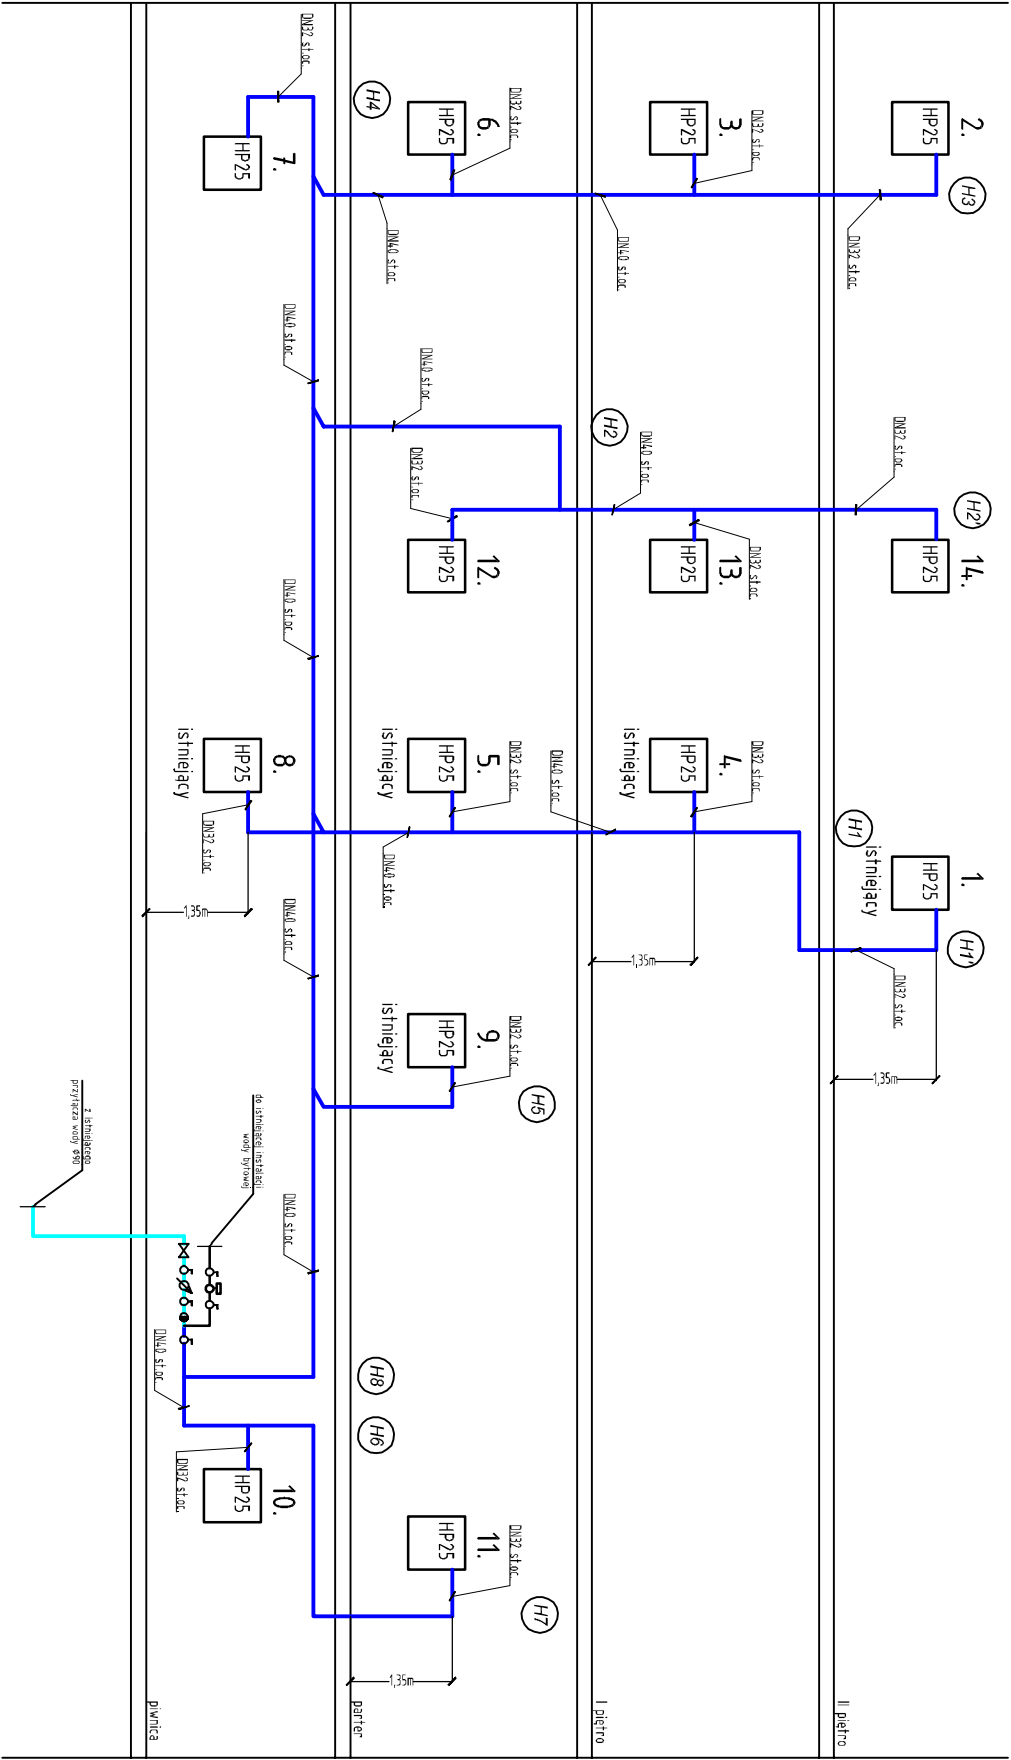 II piętro
2.
HP25
H3
DN32 st.oc.
DN32 st.oc.
H2'
14.
HP25
1.
HP25
istniejący
H1'
DN32 st.oc.
1,35m
I piętro
3.
HP25
DN32 st.oc.
DN40 st.oc.
H2
DN40 st.oc.
13.
HP25
DN32 st.oc.
4.
HP25
istniejący
DN32 st.oc.
H1
1,35m
parter
H4
6.
HP25
DN32 st.oc.
DN40 st.oc.
DN40 st.oc.
DN32 st.oc.
12.
HP25
5.
HP25
istniejący
DN32 st.oc.
DN40 st.oc.
DN40 st.oc.
9.
HP25
istniejący
DN32 st.oc.
H5
H8
H6
11.
HP25
DN32 st.oc.
H7
1,35m
piwnica
DN32 st.oc.
7.
HP25
DN40 st.oc.
DN40 st.oc.
8.
HP25
istniejący
DN32 st.oc.
1,35m
DN40 st.oc.
DN40 st.oc.
do istniejącej instalacji
wody bytowej
z istniejącego
przyłącza wody φ90
DN40 st.oc.
10.
HP25
DN32 st.oc.